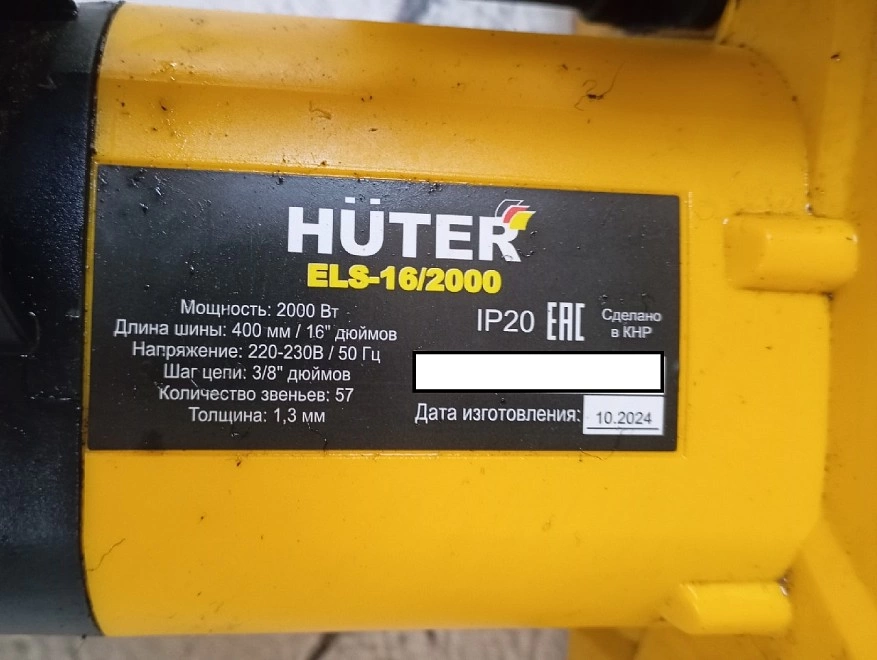 HÜTER
ELS-16/2000
Мощность: 2000 Вт
Длина шины: 400 мм / 16" дюймов
Напряжение: 220-230В / 50 Гц
Шаг цепи: 3/8" дюймов
Количество звеньев: 57
Толщина: 1,3 мм
IP20 EAC
Сделано
в КНР
Дата изготовления: 10.2024